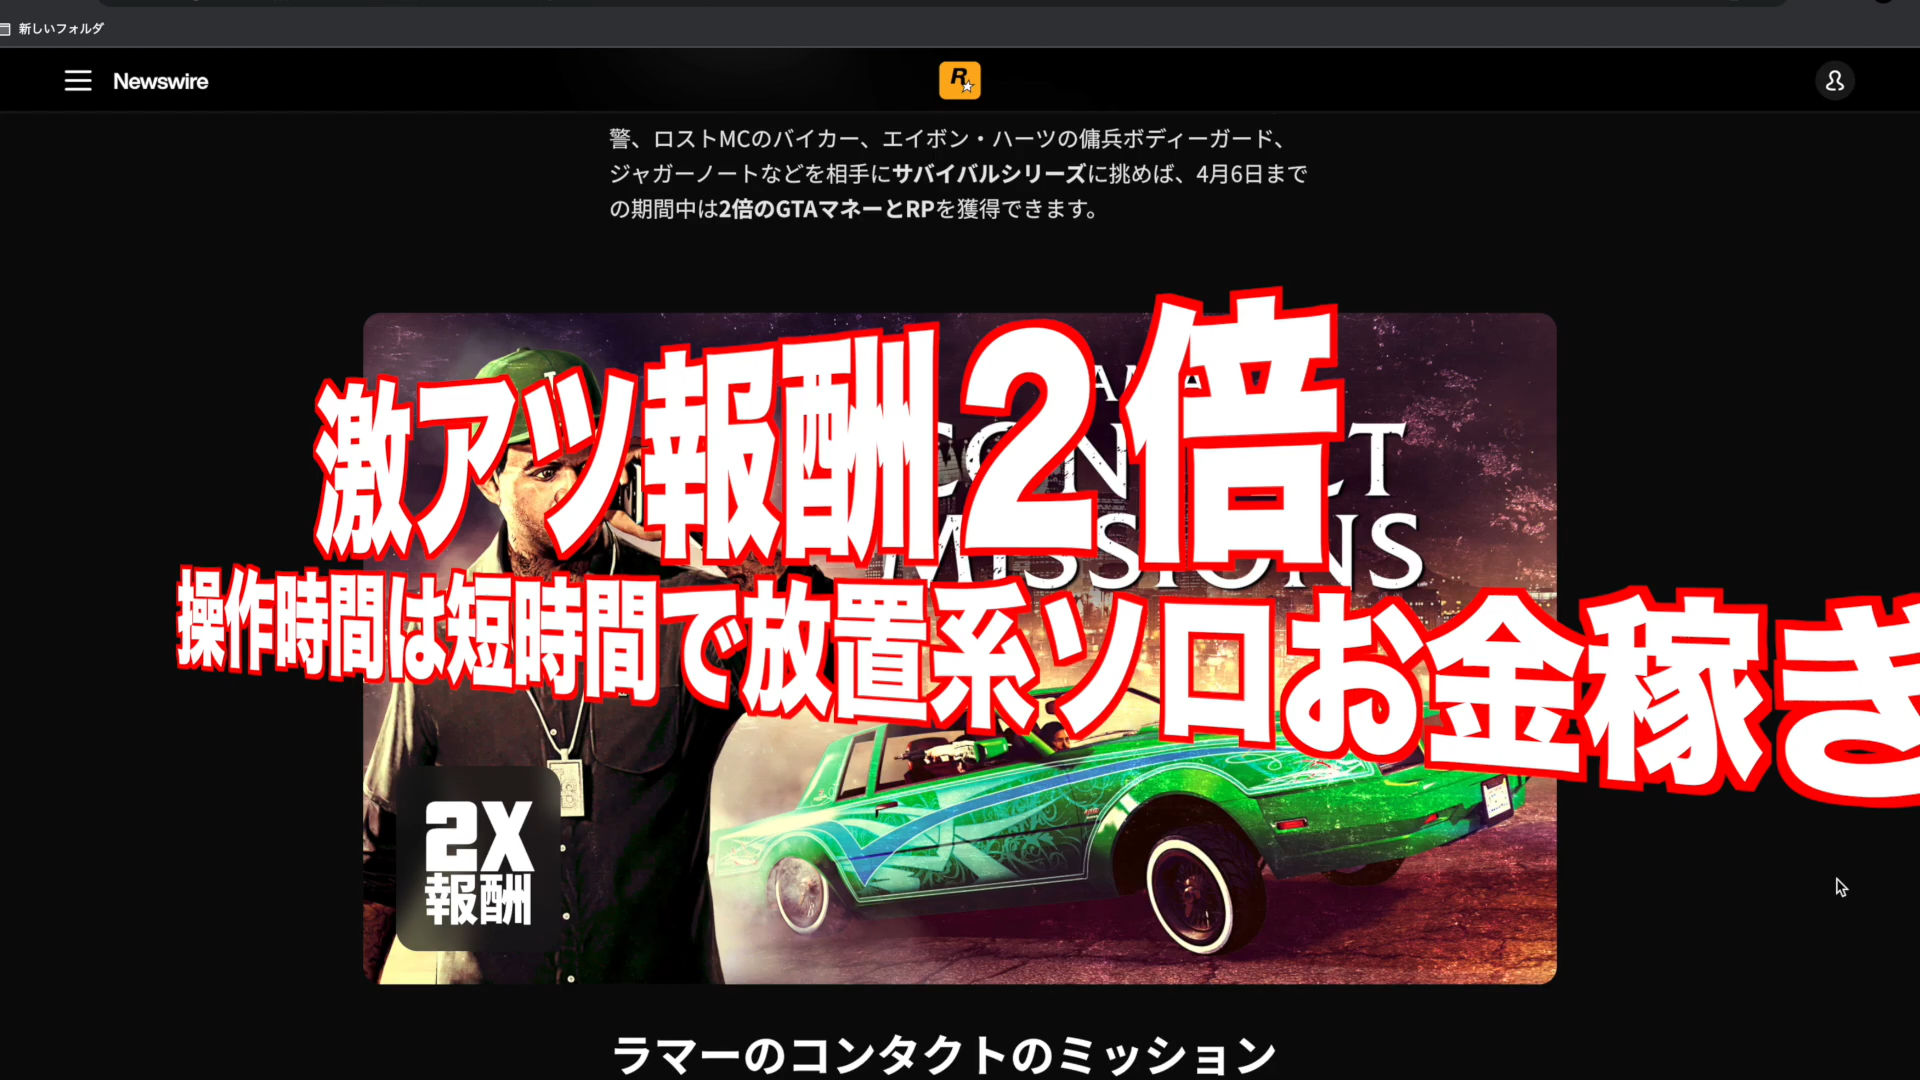 新しいフォルダ
Newswire
警、ロストMCのバイカー、エイボン・ハーツの傭兵ボディーガード、
ジャガーノートなどを相手にサバイバルシリーズに挑めば、4月6日まで
の期間中は2倍のGTAマネーとRPを獲得できます。
激アツ報酬2倍
操作時間は短時間で放置系ソロお金稼ぎ
2X
報酬
ラマーのコンタクトのミッション